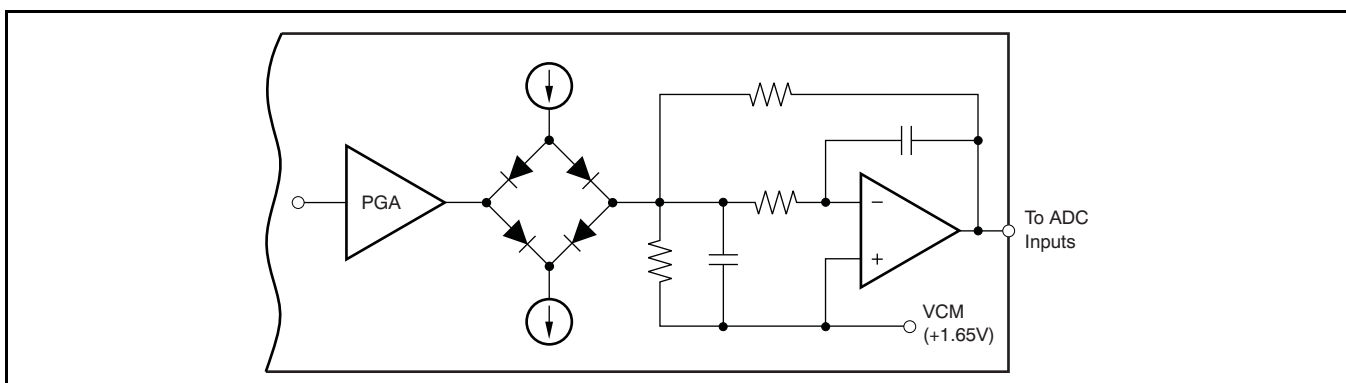 PGA
−
+
To ADC
Inputs
VCM
(+1.65V)